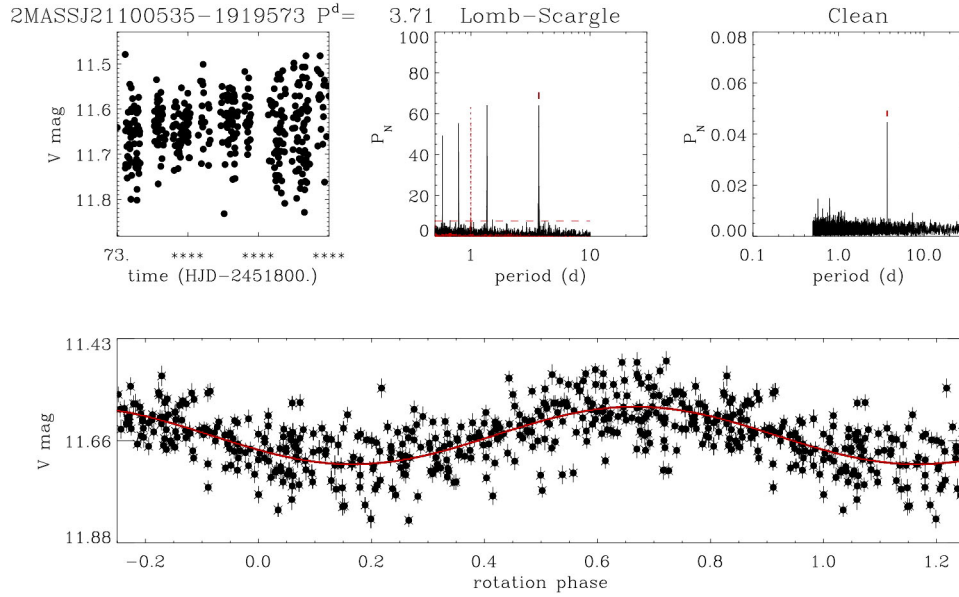 2MASSJ21100535-1919573 P^d= 3.71 Lomb-Scargle Clean
11.5
11.6
11.7
11.8
V mag
73. **** **** ****
time (HJD-2451800.)
100
80
60
40
20
0
P_N
1 10.0
period (d)
0.08
0.06
0.04
0.02
0.00
P_N
0.1 1.0 10.0
period (d)
11.43
11.66
11.88
V mag
-0.2 0.0 0.2 0.4 0.6 0.8 1.0 1.2
rotation phase